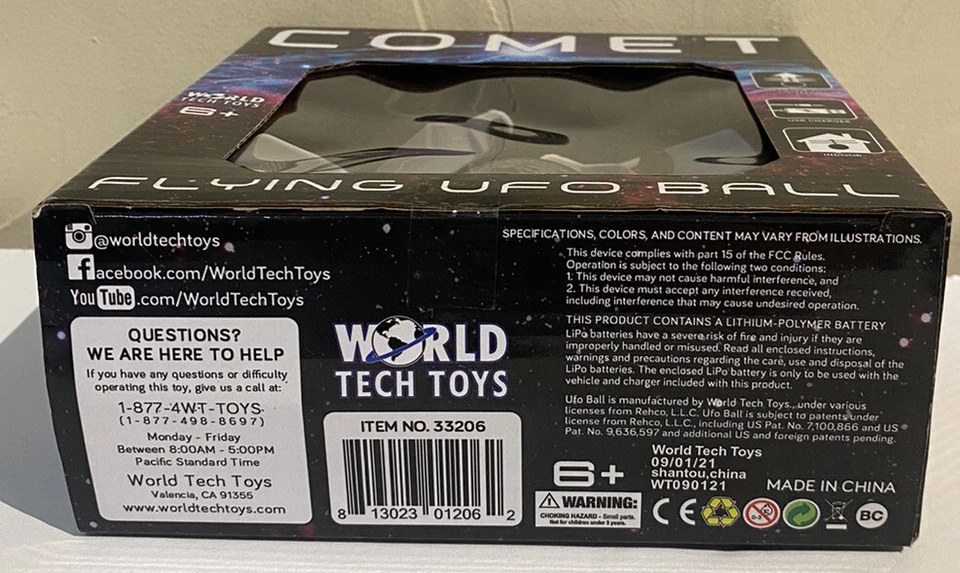 COMET
WORLD
TECH TOYS
6+
USB CHARGER
INDOOR
FLYING UFO BALL
@worldtechtoys
facebook.com/WorldTechToys
YouTube.com/WorldTechToys
QUESTIONS?
WE ARE HERE TO HELP
If you have any questions or difficulty
operating this toy, give us a call at:
1-877-4WT-TOYS
(1-877-498-8697)
Monday - Friday
Between 8:00AM - 5:00PM
Pacific Standard Time
World Tech Toys
Valencia, CA 91355
www.worldtechtoys.com
WORLD
TECH TOYS
ITEM NO. 33206
8 13023 01206 2
SPECIFICATIONS, COLORS, AND CONTENT MAY VARY FROM ILLUSTRATIONS.
This device complies with part 15 of the FCC Rules.
Operation is subject to the following two conditions:
1. This device may not cause harmful interference, and
2. This device must accept any interference received,
including interference that may cause undesired operation.
THIS PRODUCT CONTAINS A LITHIUM-POLYMER BATTERY
LiPo batteries have a severe risk of fire and injury if they are
improperly handled or misused. Read all enclosed instructions,
warnings and precautions regarding the care, use and disposal of the
LiPo batteries. The enclosed LiPo battery is only to be used with the
vehicle and charger included with this product.
Ufo Ball is manufactured by World Tech Toys., under various
licenses from Rehco, L.L.C. Ufo Ball is subject to patents under
license from Rehco, L.L.C., including US Pat. No. 7,100,866 and US
Pat. No. 9,636,597 and additional US and foreign patents pending.
6+
World Tech Toys
09/01/21
shantou,china
WT090121
MADE IN CHINA
WARNING:
CHOKING HAZARD - Small parts.
Not for children under 3 years.
CE
0-3
BC